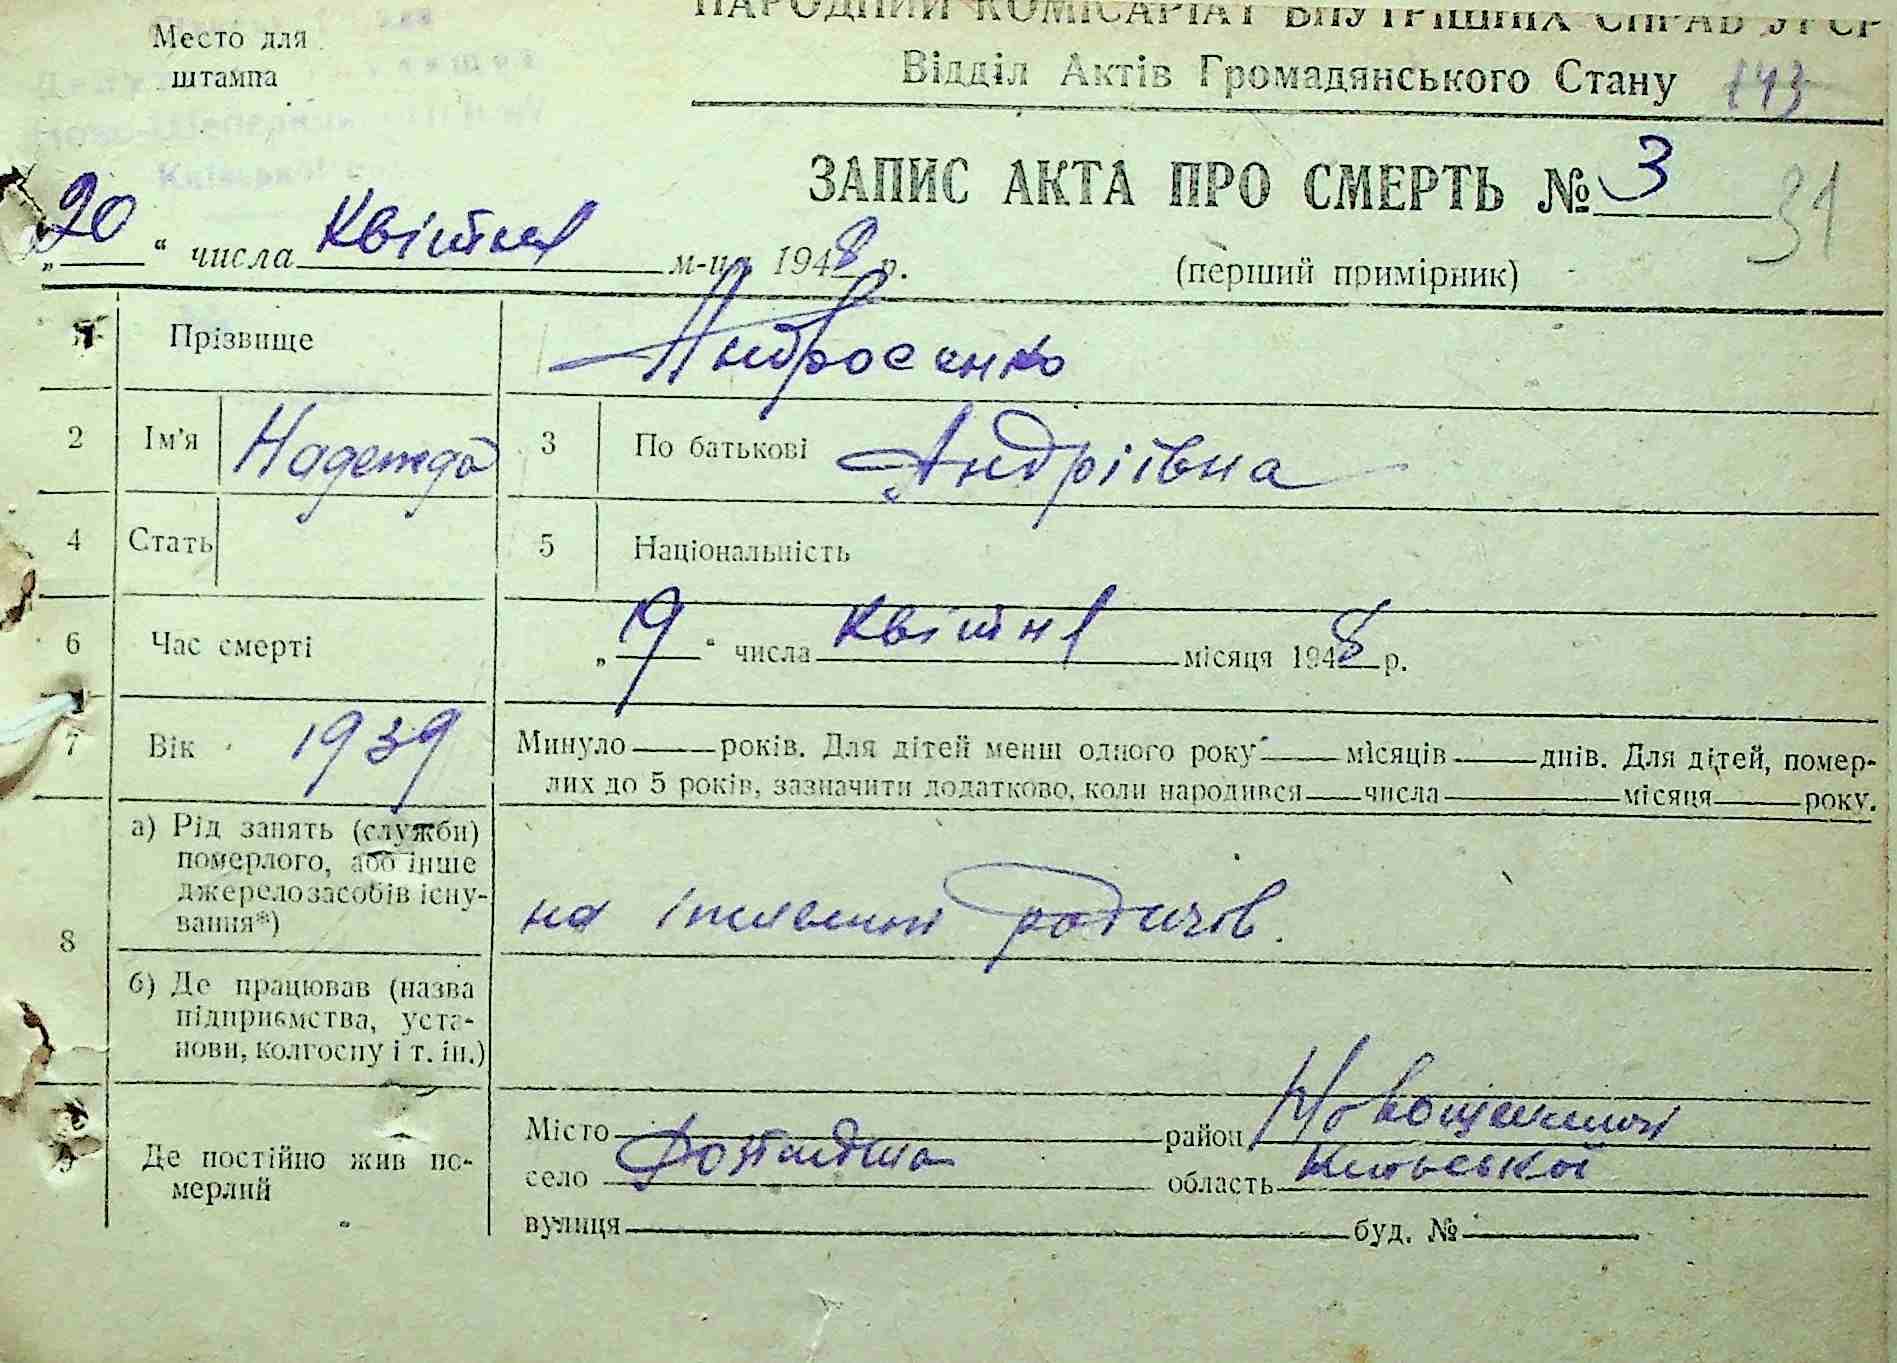 НАРОДНИЙ КОМІСАРІАТ ВНУТРІШНІХ СПРАВ УРСР
Место для
штампа
Відділ Актів Громадянського Стану 143
ЗАПИС АКТА ПРО СМЕРТЬ № 3 31
„20“ числа Квітня м-ця 1948 р.
(перший примірник)
1 Прізвище Андросенко
2 Ім'я Надежда 3 По батькові Андріївна
4 Стать 5 Національність
6 Час смерті „19“ числа Квітня місяця 1948 р.
7 Вік 1939 Минуло років. Для дітей менш одного року місяців днів. Для дітей, помер-
лих до 5 років, зазначити додатково, коли народився числа місяця року.
8 а) Рід занять (служби)
померлого, або інше
джерело засобів існу-
вання*)
на родичів.
б) Де працював (назва
підприємства, уста-
нови, колгоспу і т. ін.)
9 Де постійно жив по-
мерлий
Місто район
село область Київської
вулиця буд. №